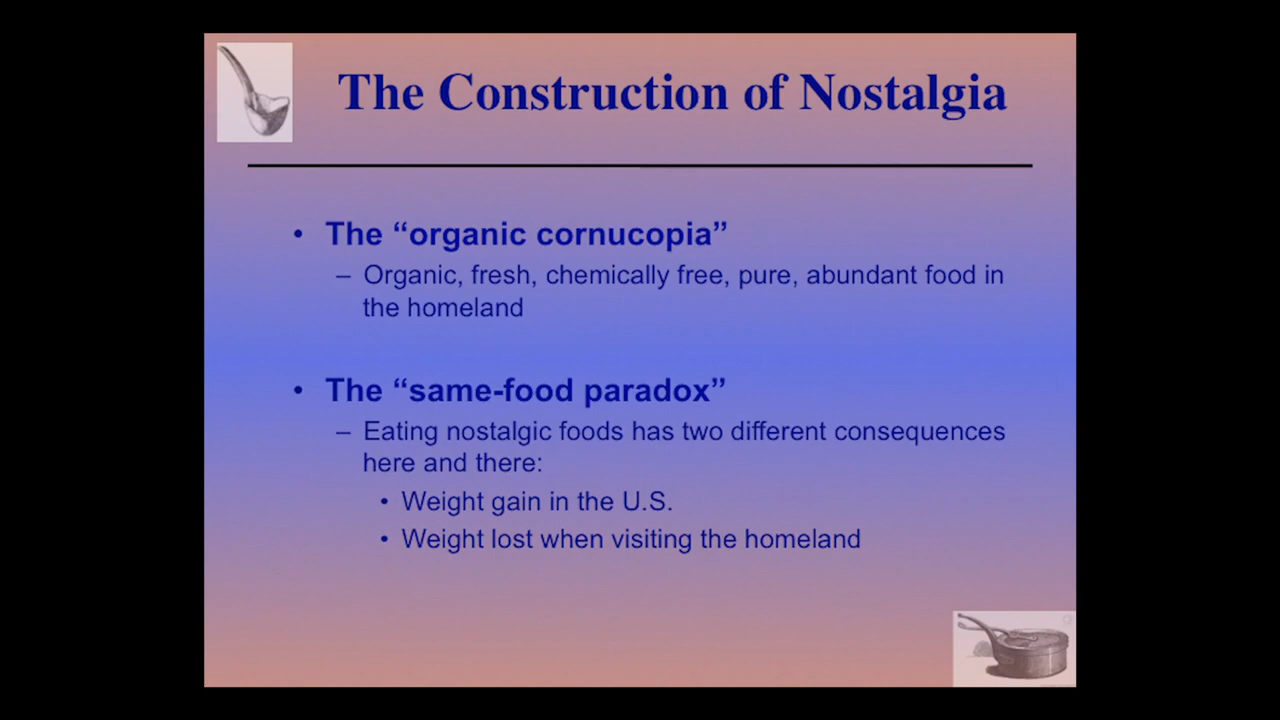 The Construction of Nostalgia
• The “organic cornucopia”
– Organic, fresh, chemically free, pure, abundant food in
the homeland
• The “same-food paradox”
– Eating nostalgic foods has two different consequences
here and there:
• Weight gain in the U.S.
• Weight lost when visiting the homeland